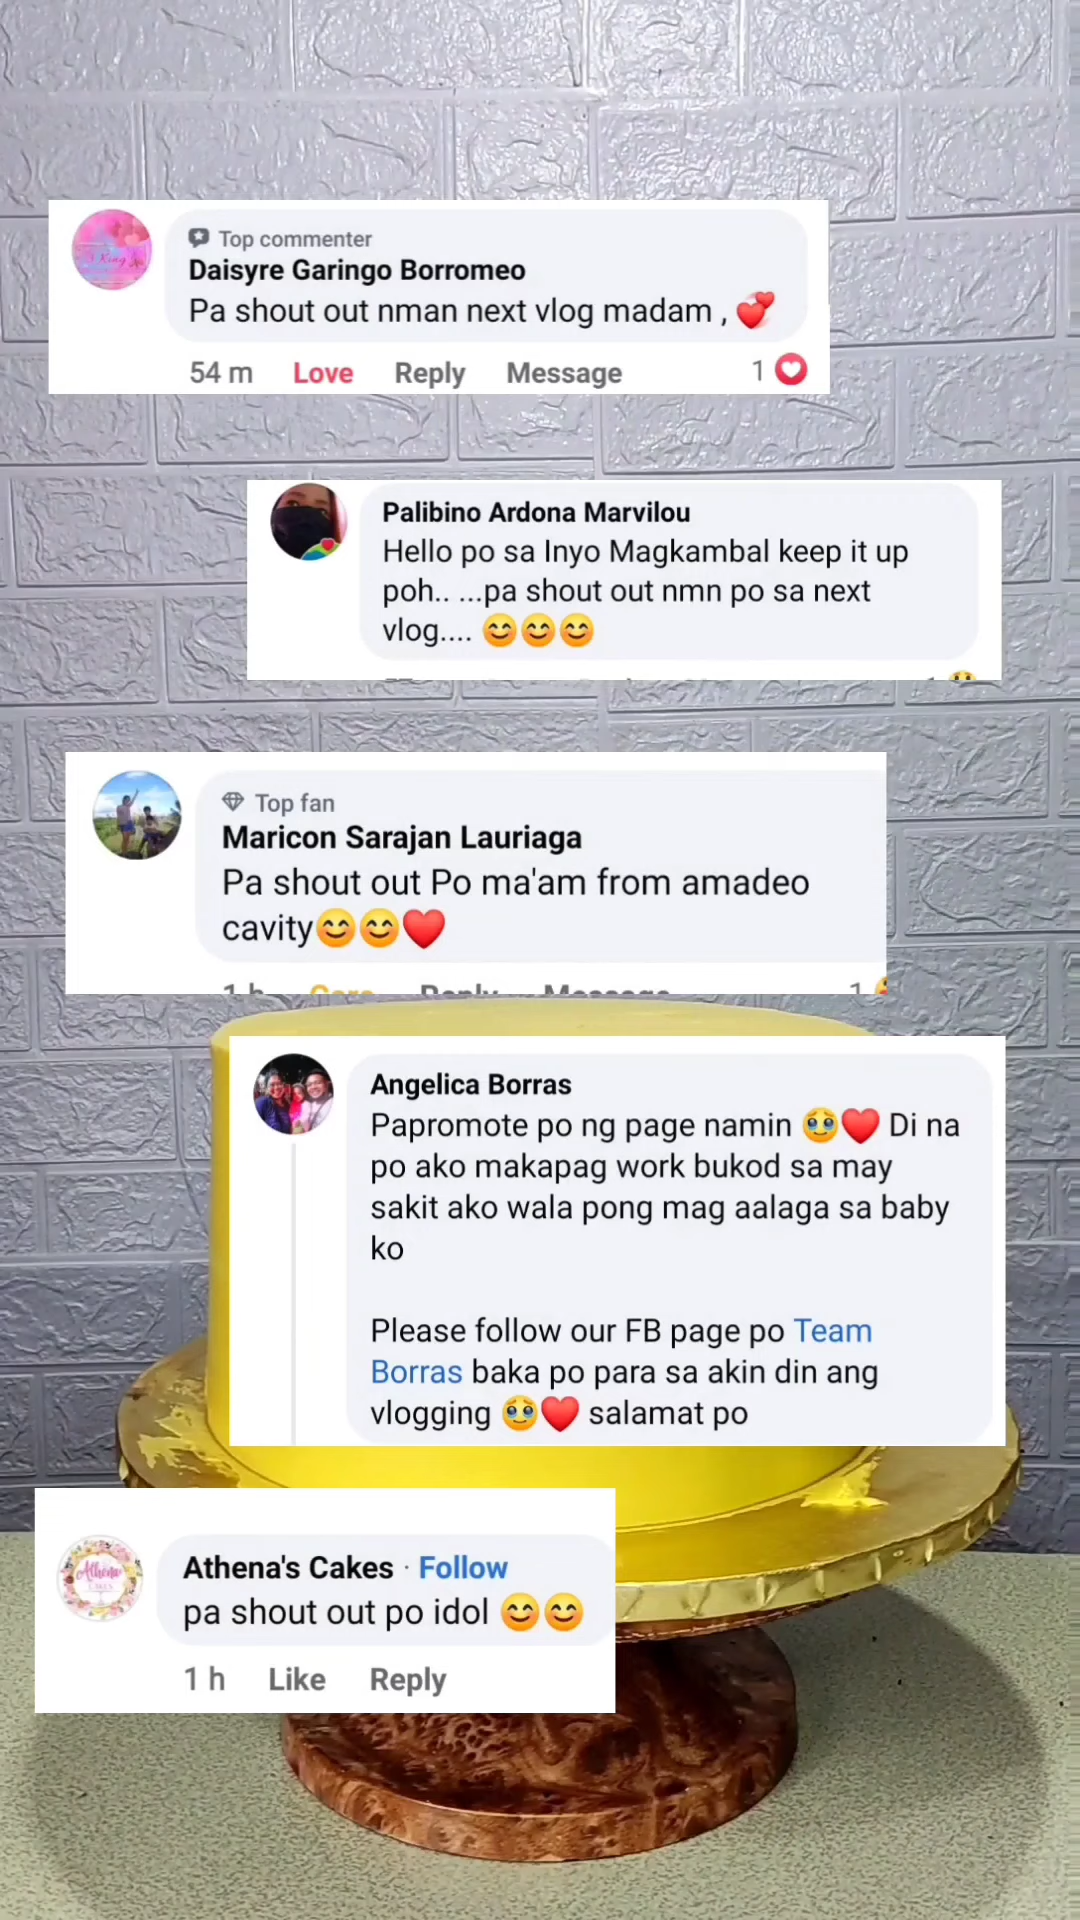 Top commenter
Daisyre Garingo Borromeo
Pa shout out nman next vlog madam , 💞
54 m Love Reply Message 1
Palibino Ardona Marvilou
Hello po sa Inyo Magkambal keep it up
poh.. ...pa shout out nmn po sa next
vlog.... 😊😊😊
Top fan
Maricon Sarajan Lauriaga
Pa shout out Po ma'am from amadeo
cavity😊😊❤️
1 h Care Reply Message 1
Angelica Borras
Papromote po ng page namin 🥹❤️ Di na
po ako makapag work bukod sa may
sakit ako wala pong mag aalaga sa baby
ko
Please follow our FB page po Team
Borras baka po para sa akin din ang
vlogging 🥹❤️ salamat po
Athena's Cakes · Follow
pa shout out po idol 😊😊
1 h Like Reply